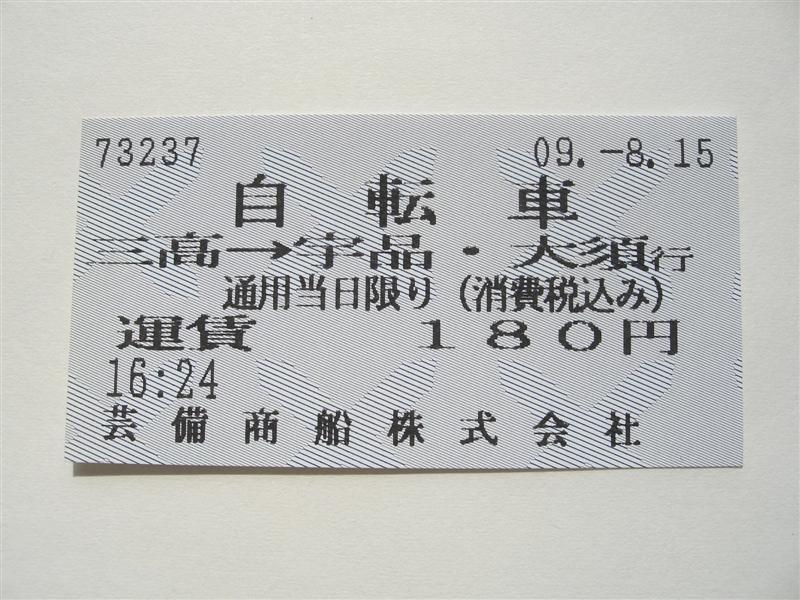 73237 09.-8.15
自転車
三高→宇品・大須行
通用当日限り(消費税込み)
運賃 180円
16:24
芸備商船株式会社